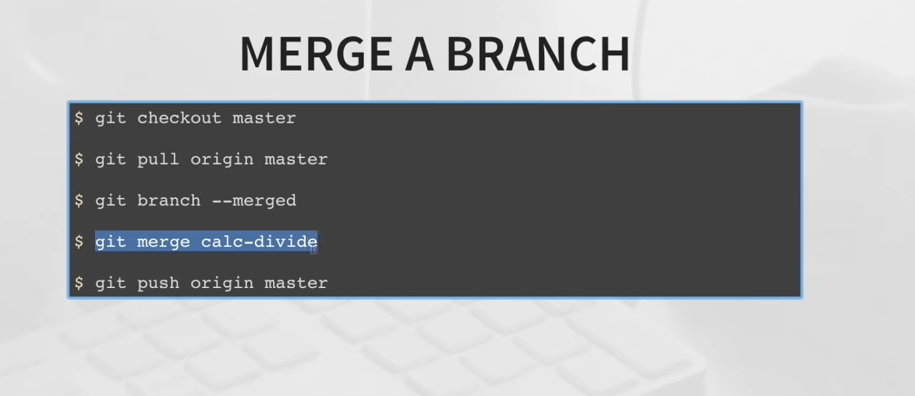 MERGE A BRANCH
$ git checkout master
$ git pull origin master
$ git branch --merged
$ git merge calc-divide
$ git push origin master